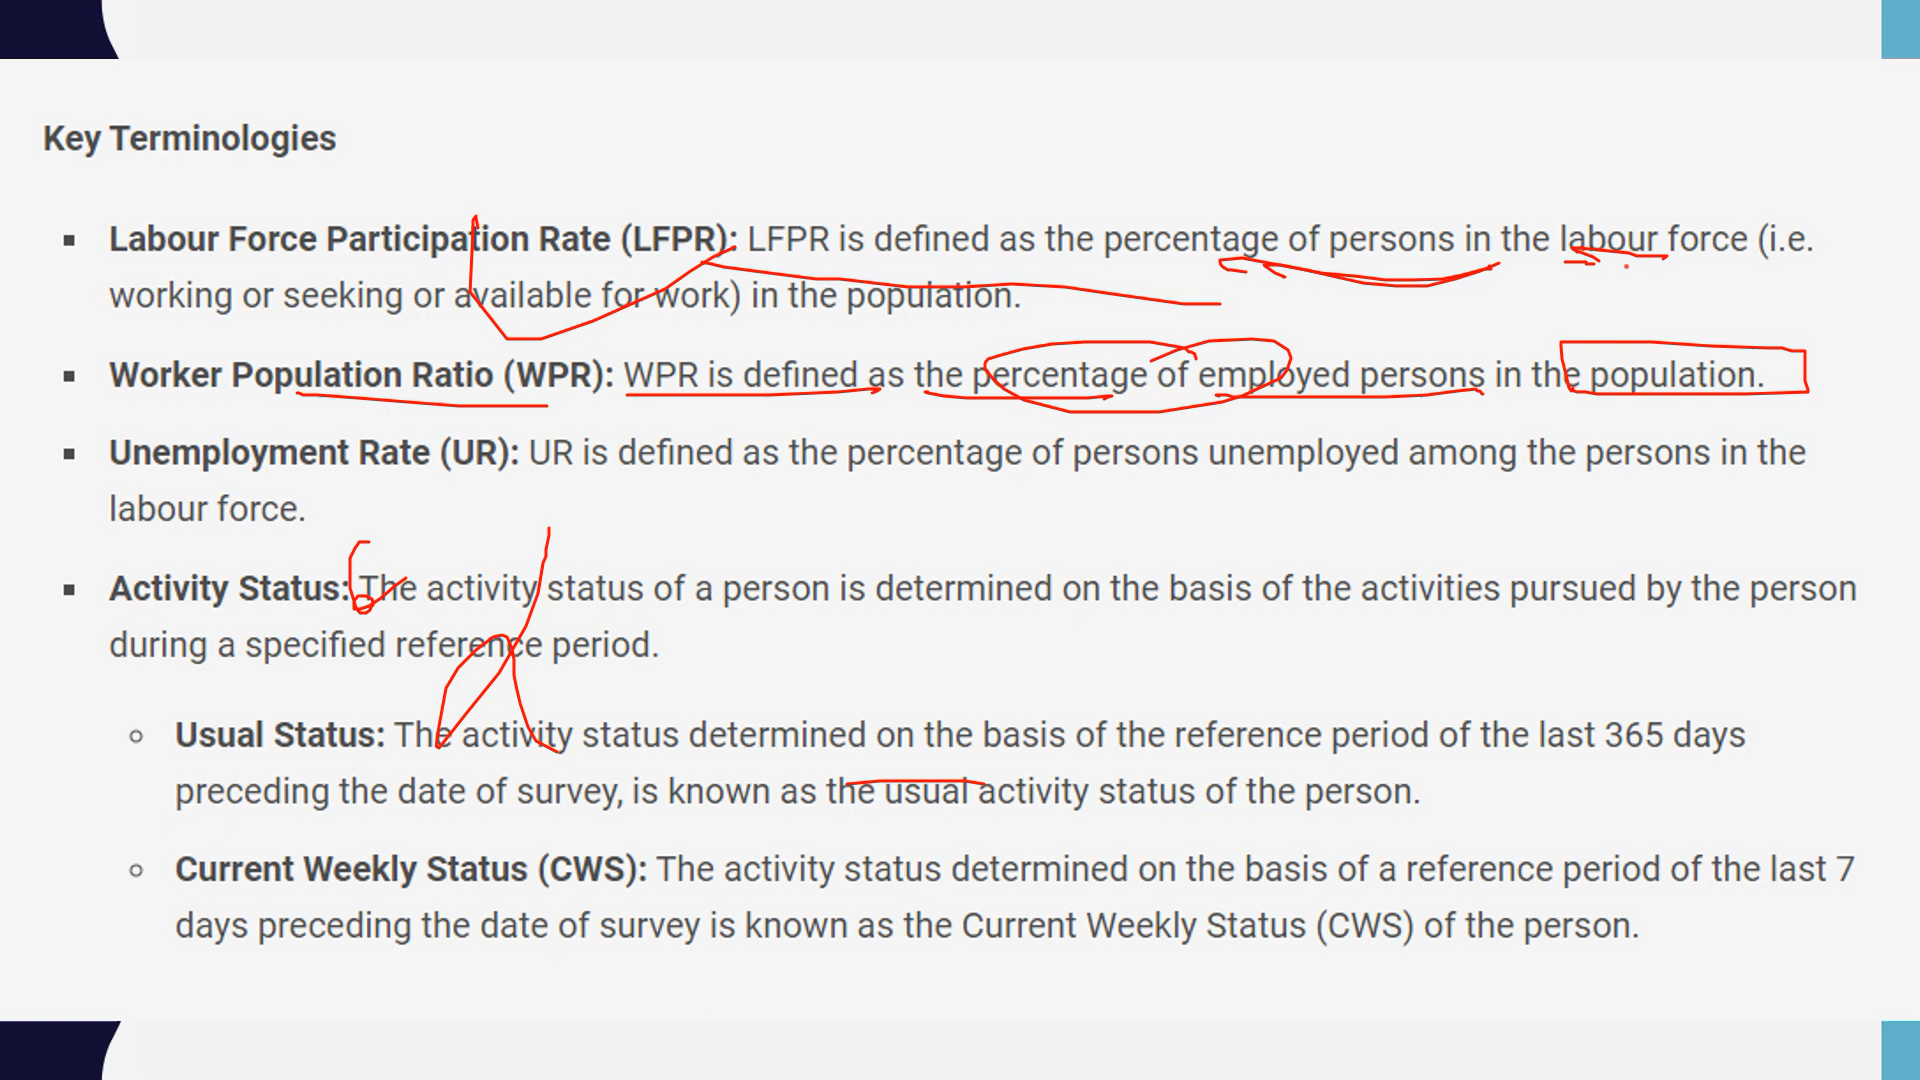 Key Terminologies
▪ Labour Force Participation Rate (LFPR): LFPR is defined as the percentage of persons in the labour force (i.e.
working or seeking or available for work) in the population.
▪ Worker Population Ratio (WPR): WPR is defined as the percentage of employed persons in the population.
▪ Unemployment Rate (UR): UR is defined as the percentage of persons unemployed among the persons in the
labour force.
▪ Activity Status: The activity status of a person is determined on the basis of the activities pursued by the person
during a specified reference period.
○ Usual Status: The activity status determined on the basis of the reference period of the last 365 days
preceding the date of survey, is known as the usual activity status of the person.
○ Current Weekly Status (CWS): The activity status determined on the basis of a reference period of the last 7
days preceding the date of survey is known as the Current Weekly Status (CWS) of the person.